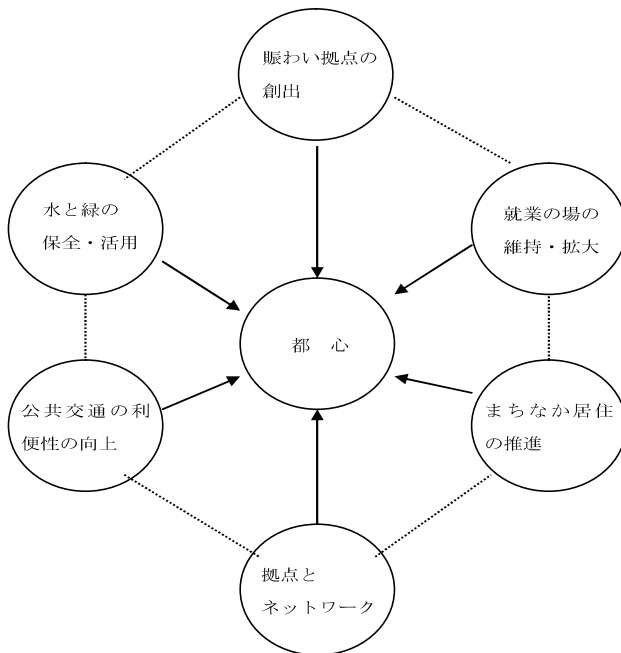 賑わい拠点の
創出
水と緑の
保全・活用
就業の場の
維持・拡大
都　心
公共交通の利
便性の向上
まちなか居住
の推進
拠点と
ネットワーク